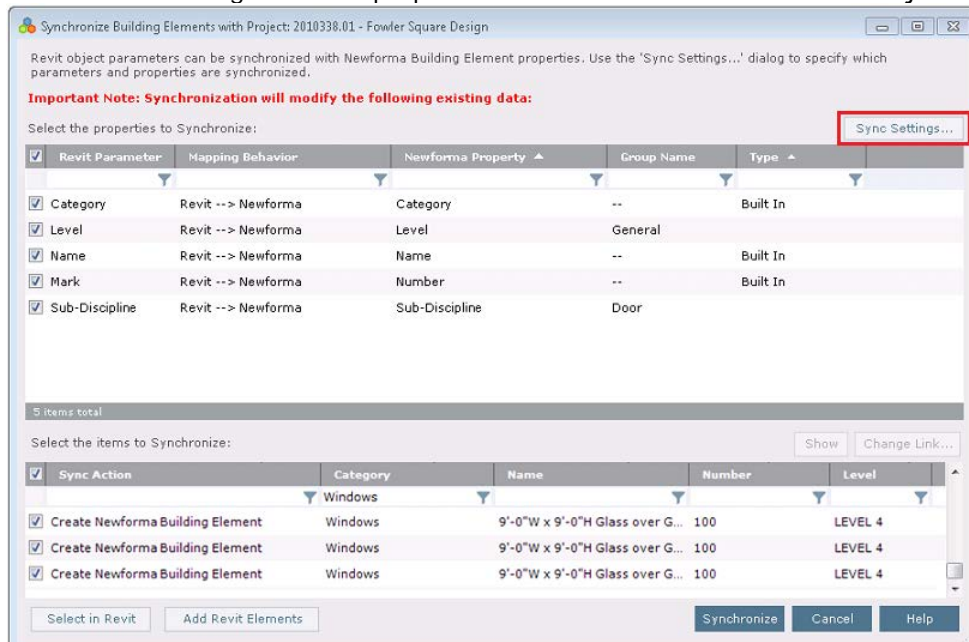 Synchronize Building Elements with Project: 2010338.01 - Fowler Square Design
Revit object parameters can be synchronized with Newforma Building Element properties. Use the 'Sync Settings...' dialog to specify which
parameters and properties are synchronized.
Important Note: Synchronization will modify the following existing data:
Select the properties to Synchronize:
Sync Settings...
Revit Parameter Mapping Behavior Newforma Property Group Name Type
Category Revit --> Newforma Category -- Built In
Level Revit --> Newforma Level General
Name Revit --> Newforma Name -- Built In
Mark Revit --> Newforma Number -- Built In
Sub-Discipline Revit --> Newforma Sub-Discipline Door
5 items total
Select the items to Synchronize:
Show Change Link...
Sync Action Category Name Number Level
Windows
Create Newforma Building Element Windows 9'-0"W x 9'-0"H Glass over G... 100 LEVEL 4
Create Newforma Building Element Windows 9'-0"W x 9'-0"H Glass over G... 100 LEVEL 4
Create Newforma Building Element Windows 9'-0"W x 9'-0"H Glass over G... 100 LEVEL 4
Select in Revit Add Revit Elements Synchronize Cancel Help